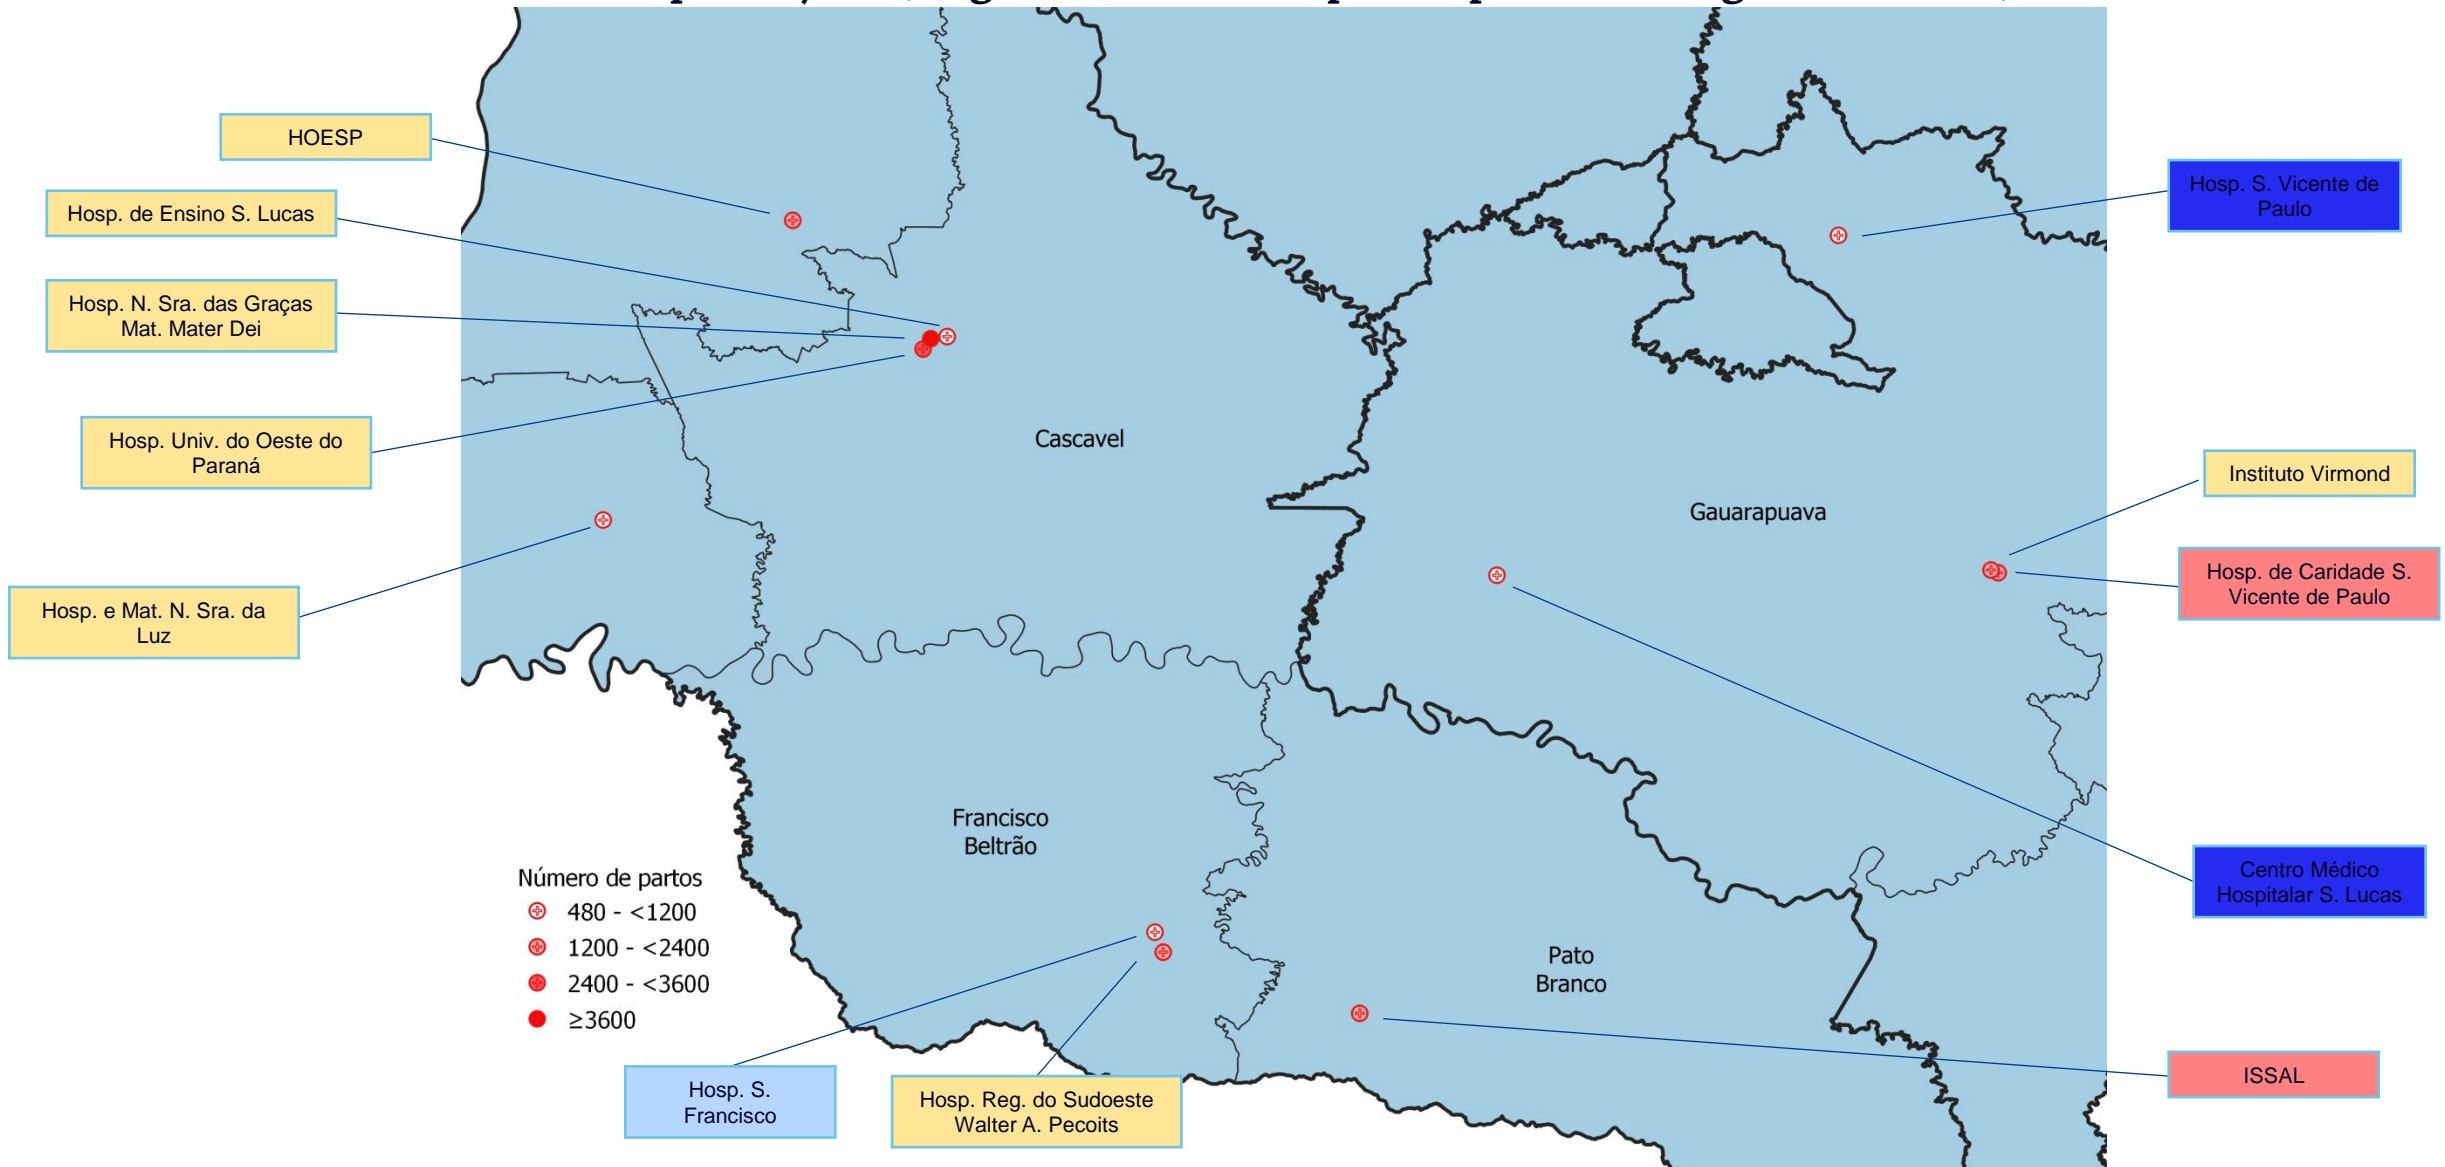 HOESP
Hosp. de Ensino S. Lucas
Hosp. N. Sra. das Graças
Mat. Mater Dei
Hosp. Univ. do Oeste do
Paraná
Hosp. e Mat. N. Sra. da
Luz
Cascavel
Gauarapuava
Francisco
Beltrão
Pato
Branco
Número de partos
480 - <1200
1200 - <2400
2400 - <3600
≥3600
Hosp. S.
Francisco
Hosp. Reg. do Sudoeste
Walter A. Pecoits
Hosp. S. Vicente de
Paulo
Instituto Virmond
Hosp. de Caridade S.
Vicente de Paulo
Centro Médico
Hospitalar S. Lucas
ISSAL